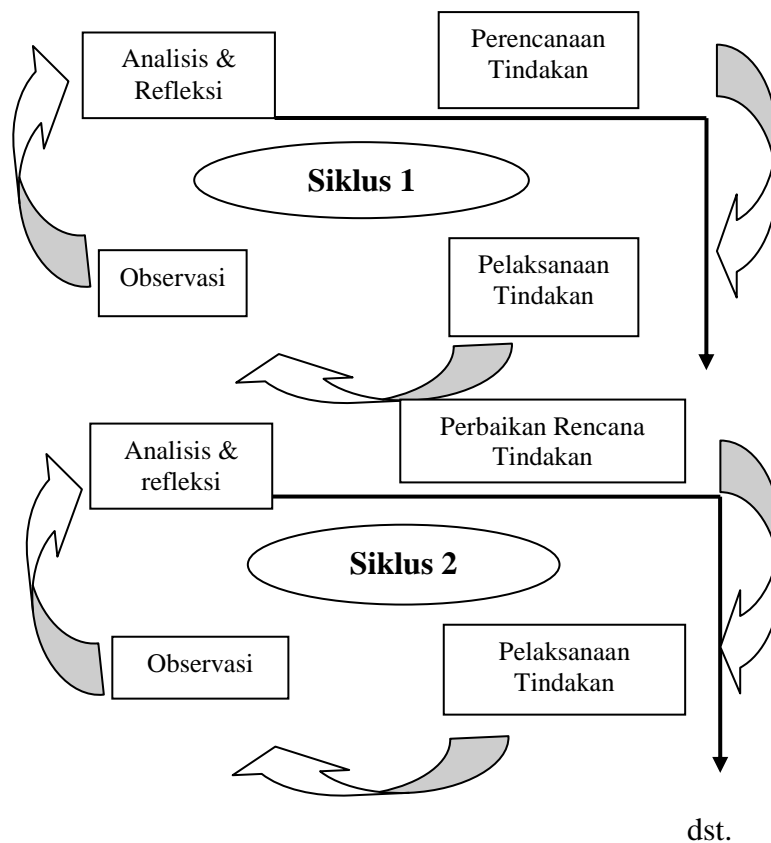 Analisis &
Refleksi
Perencanaan
Tindakan
Siklus 1
Observasi
Pelaksanaan
Tindakan
Analisis &
refleksi
Perbaikan Rencana
Tindakan
Siklus 2
Observasi
Pelaksanaan
Tindakan
dst.